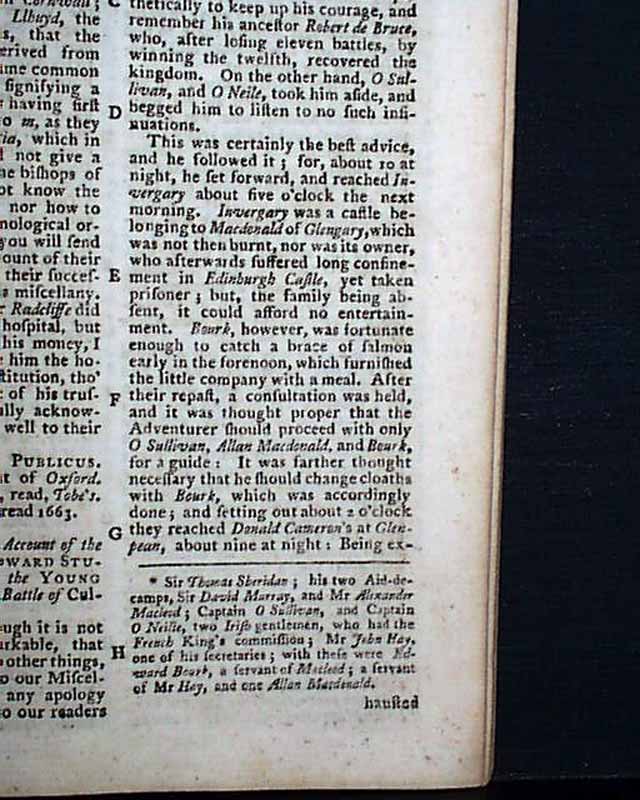 Cornwall;
Llhuyd, the
s, that the
erived from
ame common
signifying a
having first
o m, as they
ia, which in
not give a
he bishops of
ot know the
nor how to
nological or-
you will send
ount of their
their succes-
s miscellany.
r Radcliffe did
hospital, but
his money, I
him the ho-
stitution, tho'
t of his trus-
ully acknow-
well to their
PUBLICUS.
t of Oxford.
, read, Tobe's.
read 1663.
Account of the
DWARD STU-
the YOUNG
Battle of Cul-
ugh it is not
arkable, that
other things,
o our Miscel-
any apology
o our readers
C
D
E
F
G
H
thetically to keep up his courage, and
remember his ancestor Robert de Bruce,
who, after losing eleven battles, by
winning the twelfth, recovered the
kingdom. On the other hand, O Sul-
livan, and O Neile, took him aside, and
begged him to listen to no such insi-
nuations.
This was certainly the best advice,
and he followed it; for, about 10 at
night, he set forward, and reached In-
vergary about five o'clock the next
morning. Invergary was a castle be-
longing to Macdonald of Glengary, which
was not then burnt, nor was its owner,
who afterwards suffered long confine-
ment in Edinburgh Castle, yet taken
prisoner; but, the family being ab-
sent, it could afford no entertain-
ment. Bourk, however, was fortunate
enough to catch a brace of salmon
early in the forenoon, which furnished
the little company with a meal. After
their repast, a consultation was held,
and it was thought proper that the
Adventurer should proceed with only
O Sullivan, Allan Macdonald, and Bourk,
for a guide: It was farther thought
necessary that he should change cloaths
with Bourk, which was accordingly
done; and setting out about 2 o'clock
they reached Donald Cameron's at Glen-
pean, about nine at night: Being ex-
* Sir Thomas Sheridan; his two Aid-de-
camps, Sir David Murray, and Mr Alexander
Macleod; Captain O Sullivan, and Captain
O Neille, two Irish gentlemen, who had the
French King's commission; Mr John Hay,
one of his secretaries; with these were Ed-
ward Bourk, a servant of Macleod; a servant
of Mr Hay, and one Allan Macdonald.
hausted